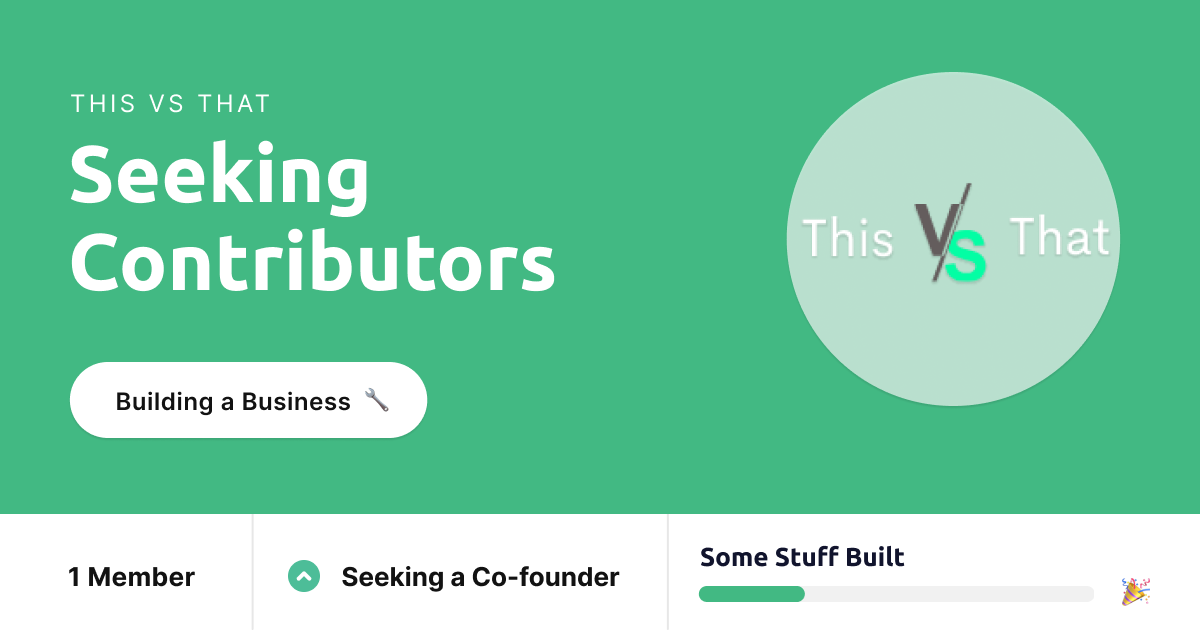 THIS VS THAT
Seeking
Contributors
This VS That
Building a Business
1 Member
Seeking a Co-founder
Some Stuff Built